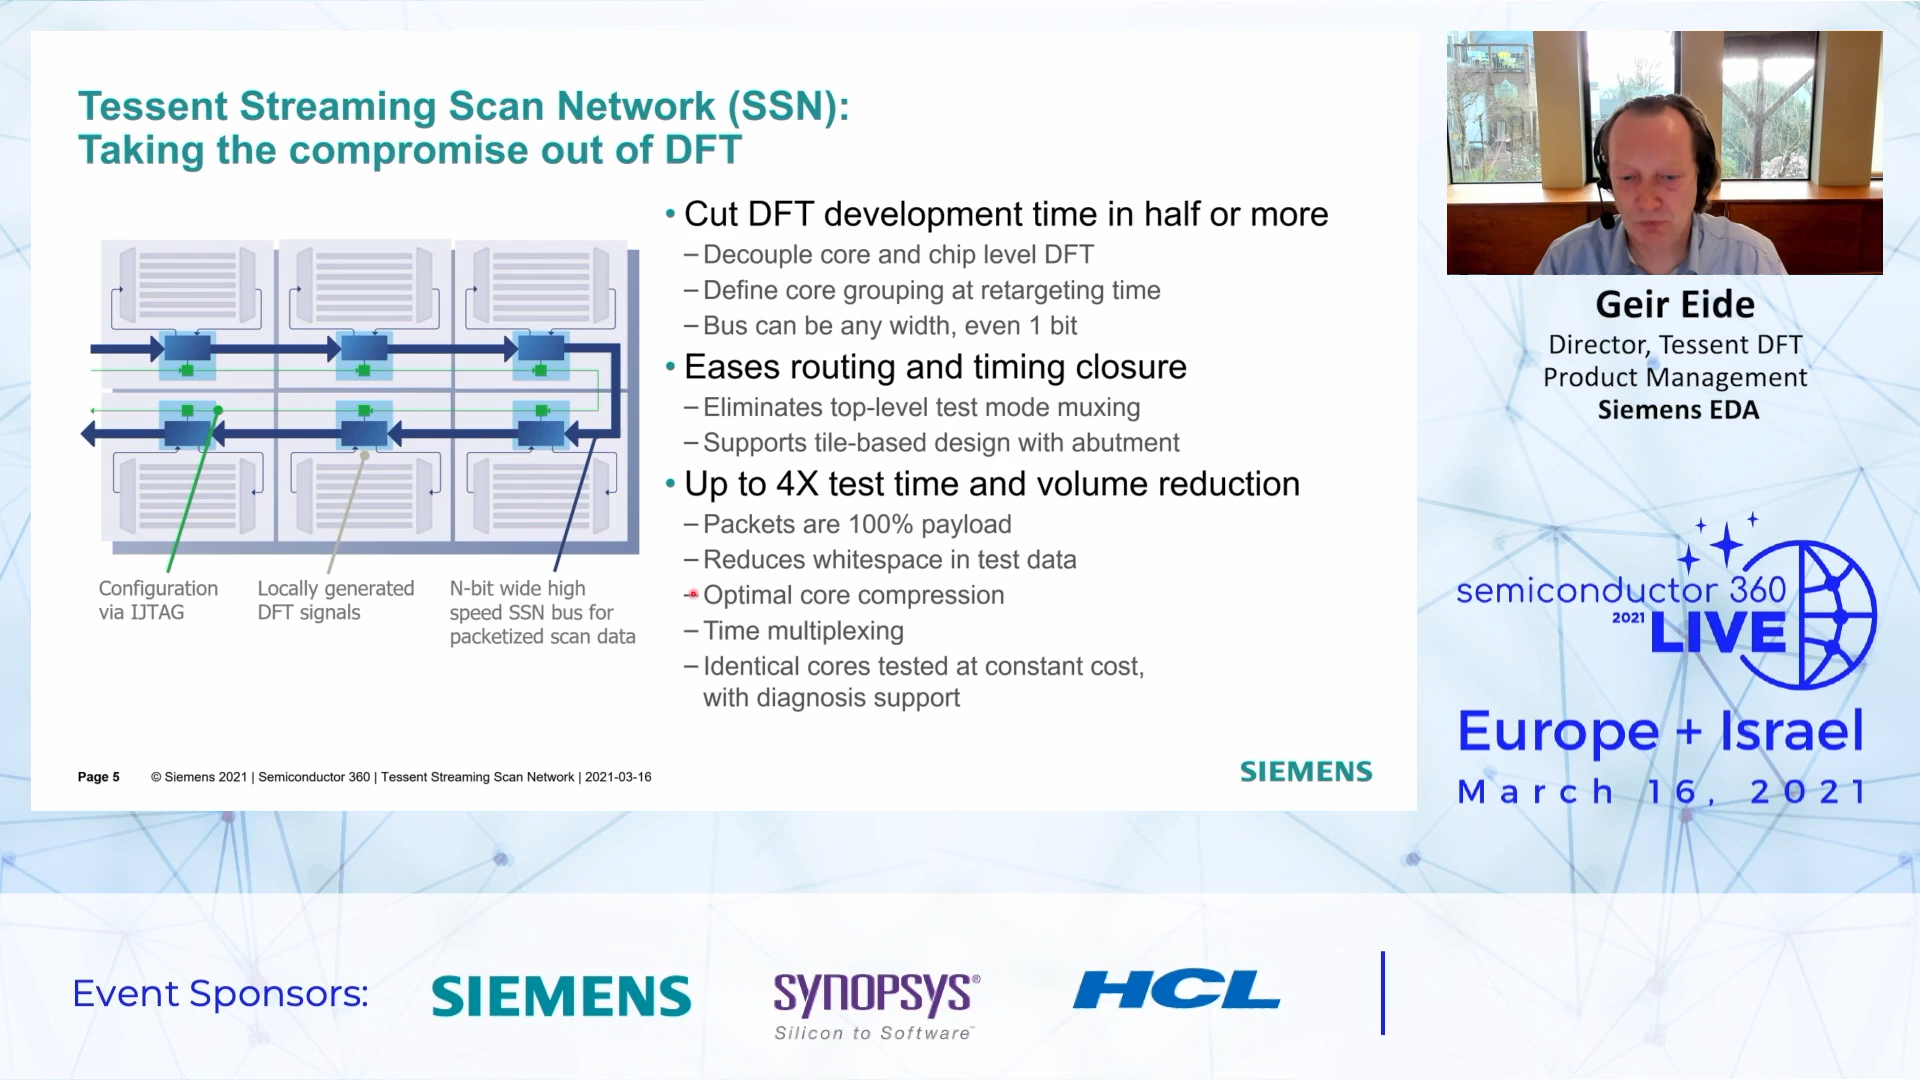 Tessent Streaming Scan Network (SSN):
Taking the compromise out of DFT
Configuration
via IJTAG
Locally generated
DFT signals
N-bit wide high
speed SSN bus for
packetized scan data
• Cut DFT development time in half or more
– Decouple core and chip level DFT
– Define core grouping at retargeting time
– Bus can be any width, even 1 bit
• Eases routing and timing closure
– Eliminates top-level test mode muxing
– Supports tile-based design with abutment
• Up to 4X test time and volume reduction
– Packets are 100% payload
– Reduces whitespace in test data
– Optimal core compression
– Time multiplexing
– Identical cores tested at constant cost,
with diagnosis support
Page 5 © Siemens 2021 | Semiconductor 360 | Tessent Streaming Scan Network | 2021-03-16
SIEMENS
Geir Eide
Director, Tessent DFT
Product Management
Siemens EDA
semiconductor 360
2021 LIVE
Europe + Israel
March 16, 2021
Event Sponsors:
SIEMENS
SYNOPSYS®
Silicon to Software™
HCL